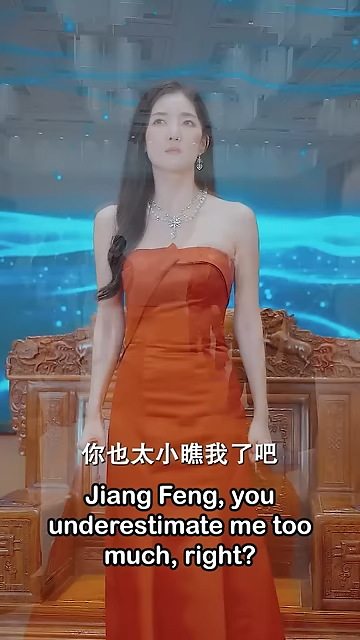 你也太小瞧我了吧
Jiang Feng, you
underestimate me too
much, right?